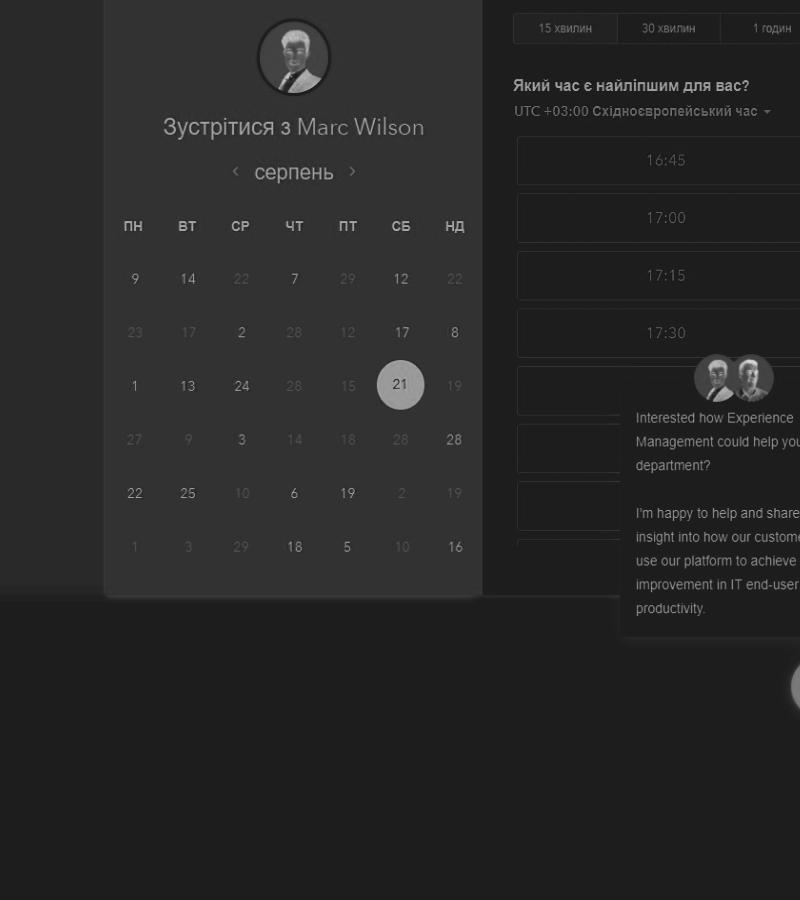 Зустрітися з Marc Wilson
серпень
ПН ВТ СР ЧТ ПТ СБ НД
9 14 22 7 29 12 22
23 17 2 28 12 17 8
1 13 24 28 15 21 19
27 9 3 14 18 28 28
22 25 10 6 19 2 19
1 3 29 18 5 10 16
15 хвилин 30 хвилин 1 годин
Який час є найліпшим для вас?
UTC +03:00 Східноєвропейський час
16:45
17:00
17:15
17:30
Interested how Experience
Management could help you
department?
I'm happy to help and share
insight into how our custome
use our platform to achieve
improvement in IT end-user
productivity.